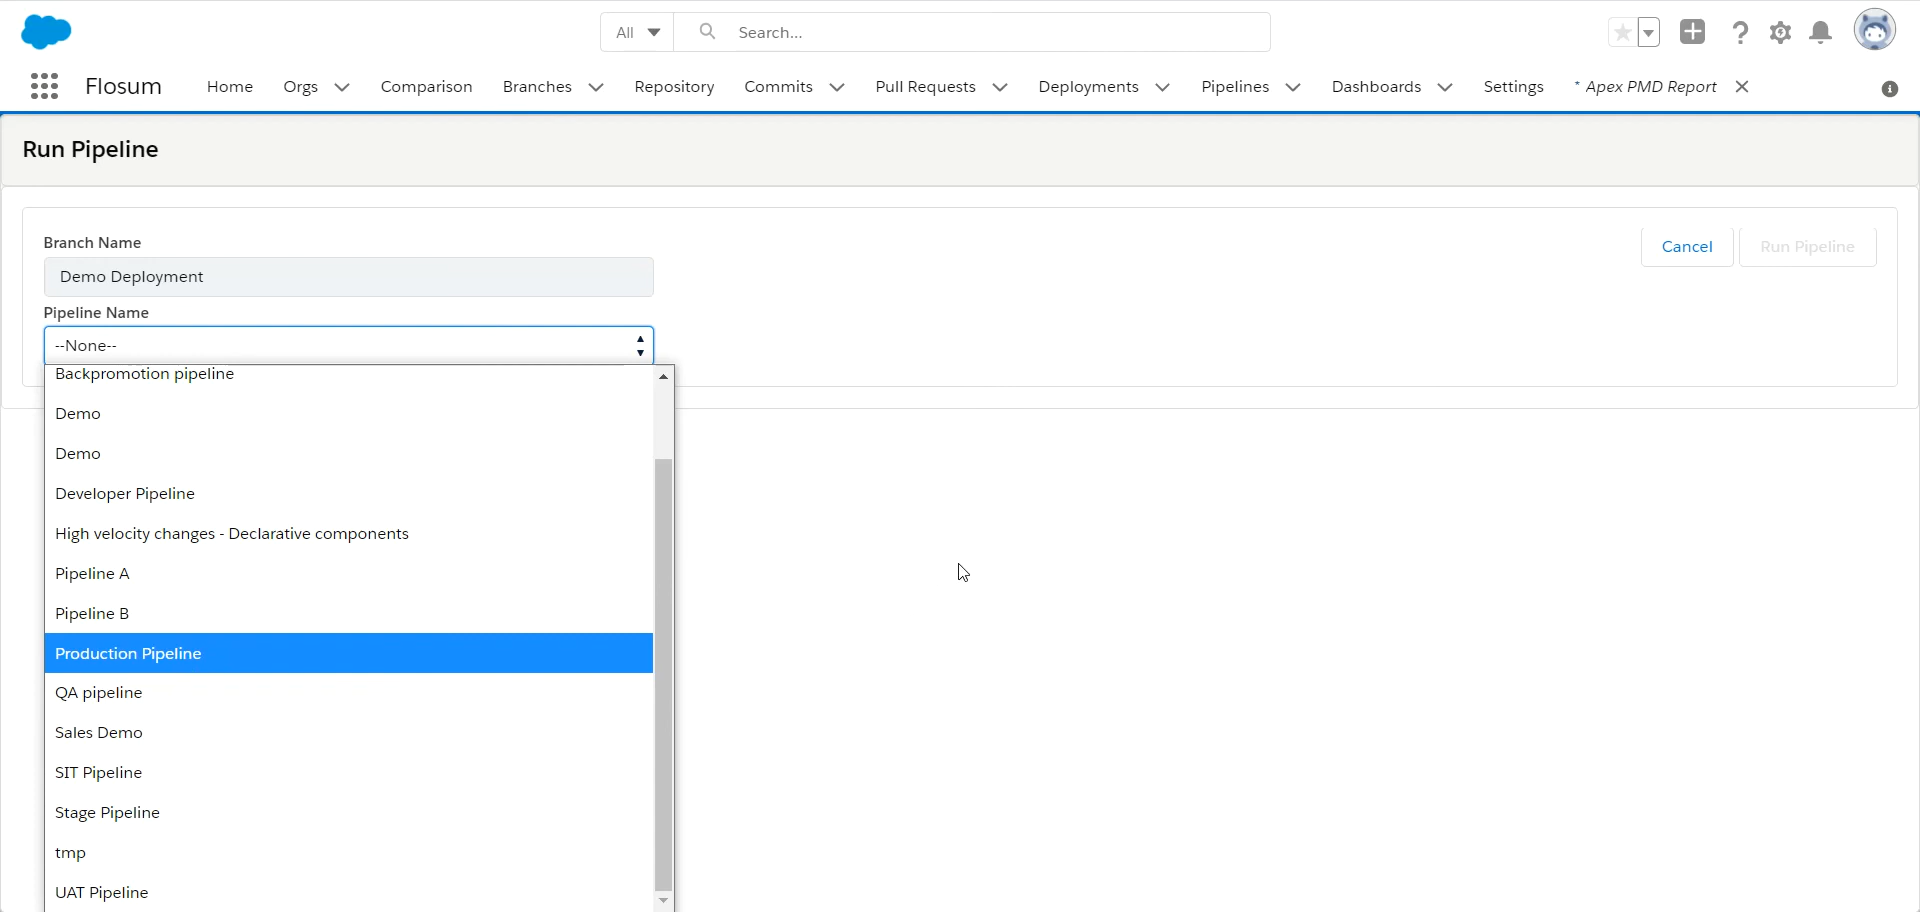 All Search...
Flosum Home Orgs Comparison Branches Repository Commits Pull Requests Deployments Pipelines Dashboards Settings * Apex PMD Report
Run Pipeline
Branch Name
Demo Deployment
Cancel Run Pipeline
Pipeline Name
--None--
Backpromotion pipeline
Demo
Demo
Developer Pipeline
High velocity changes - Declarative components
Pipeline A
Pipeline B
Production Pipeline
QA pipeline
Sales Demo
SIT Pipeline
Stage Pipeline
tmp
UAT Pipeline